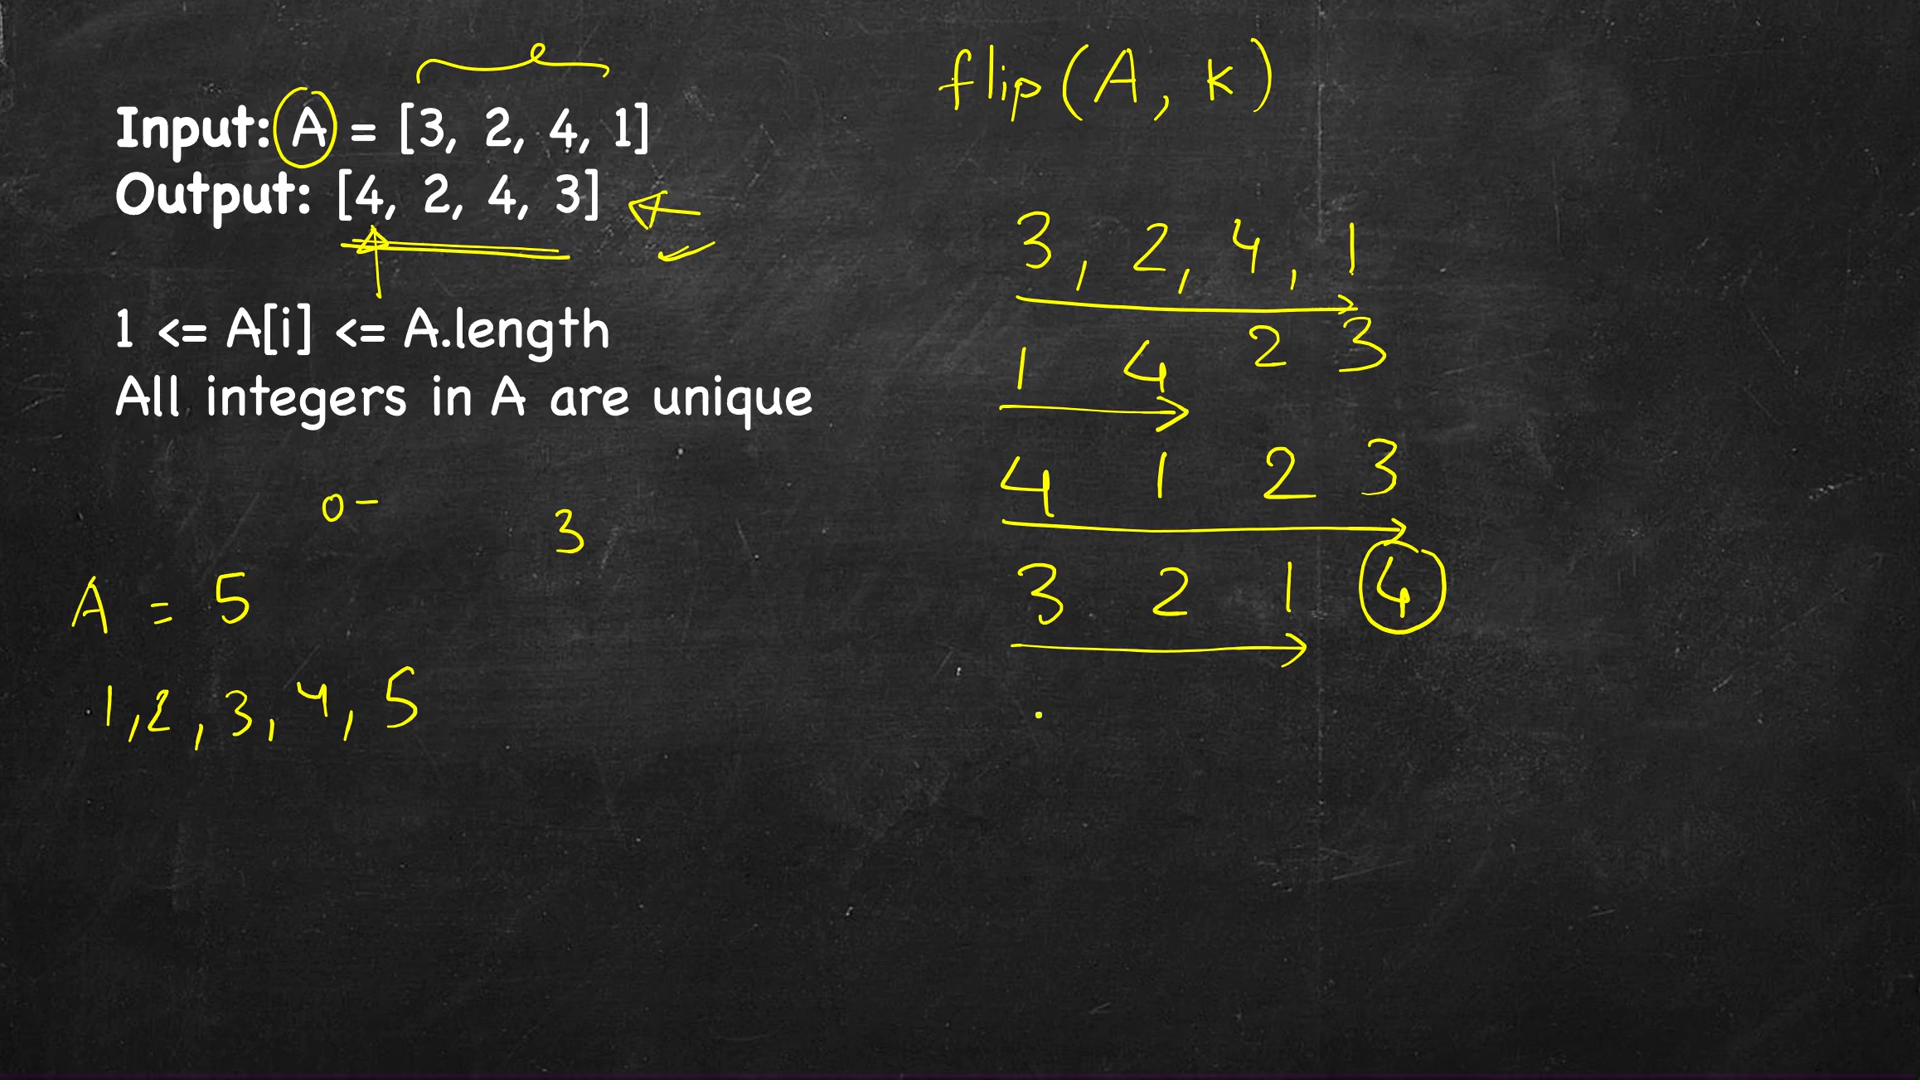 Input: A = [3, 2, 4, 1]
Output: [4, 2, 4, 3]
1 <= A[i] <= A.length
All integers in A are unique
0 -
3
A = 5
1, 2, 3, 4, 5
flip(A, k)
3, 2, 4, 1
1 4 2 3
4 1 2 3
3 2 1 4